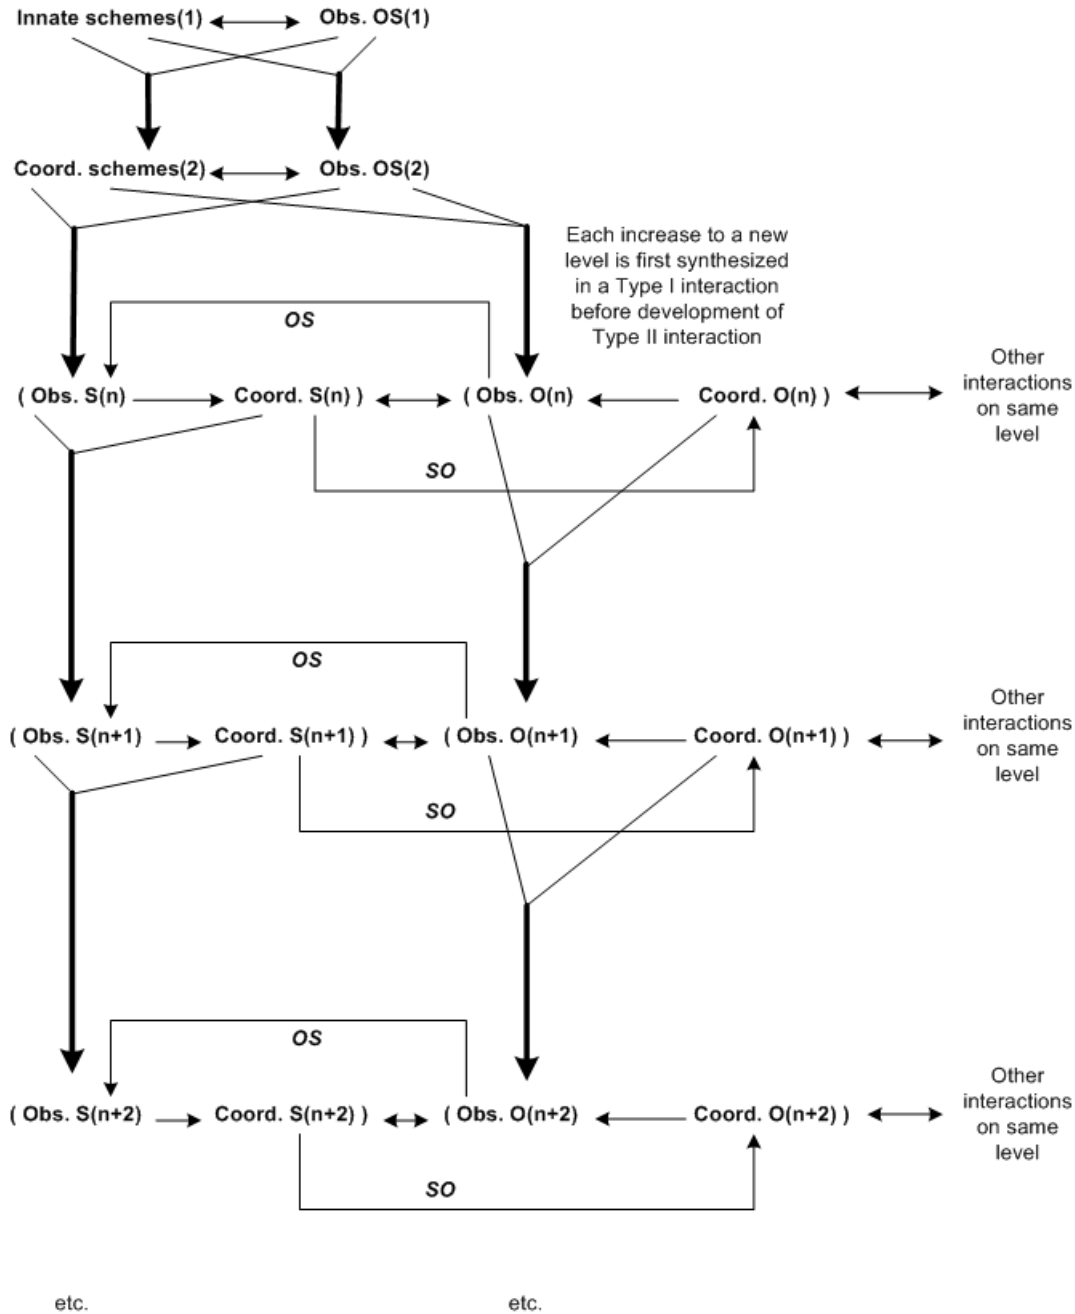 Innate schemes(1)
Obs. OS(1)
Coord. schemes(2)
Obs. OS(2)
Each increase to a new
level is first synthesized
in a Type I interaction
before development of
Type II interaction
OS
( Obs. S(n)
Coord. S(n) )
( Obs. O(n)
Coord. O(n) )
Other
interactions
on same
level
SO
OS
( Obs. S(n+1)
Coord. S(n+1) )
( Obs. O(n+1)
Coord. O(n+1) )
Other
interactions
on same
level
SO
OS
( Obs. S(n+2)
Coord. S(n+2) )
( Obs. O(n+2)
Coord. O(n+2) )
Other
interactions
on same
level
SO
etc.
etc.